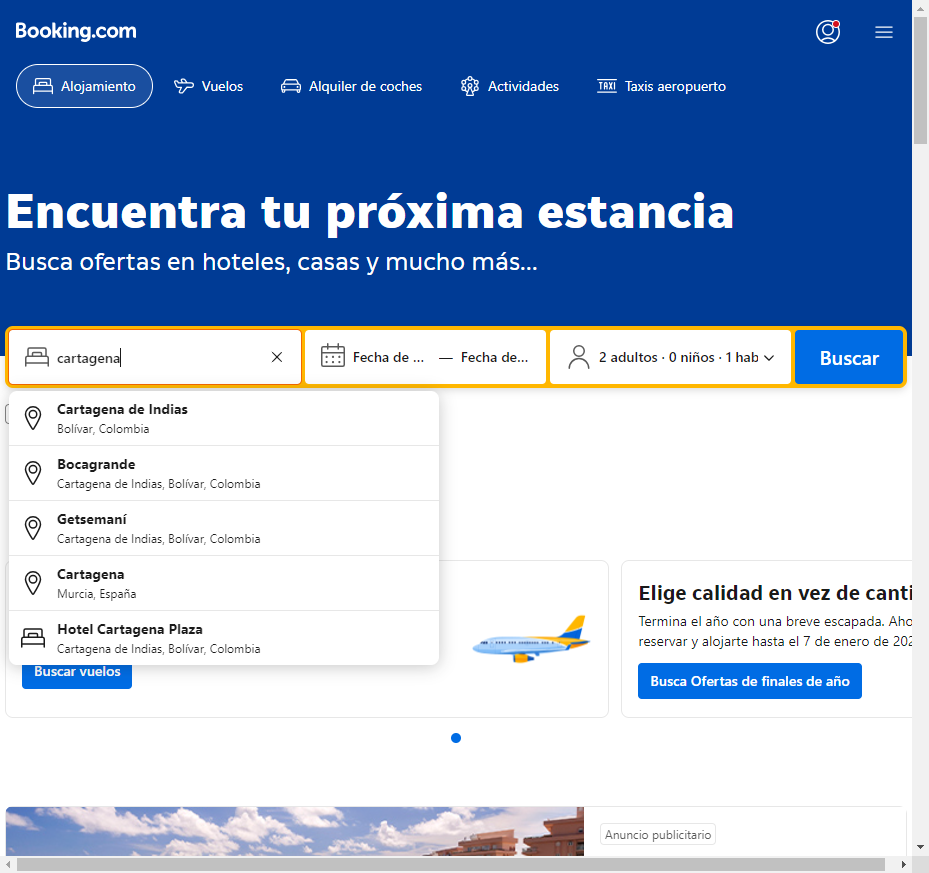 Booking.com
Alojamiento
Vuelos
Alquiler de coches
Actividades
TAXI
Taxis aeropuerto
Encuentra tu próxima estancia
Busca ofertas en hoteles, casas y mucho más...
cartagena
Fecha de ... — Fecha de...
2 adultos · 0 niños · 1 hab
Buscar
Cartagena de Indias
Bolívar, Colombia
Bocagrande
Cartagena de Indias, Bolívar, Colombia
Getsemaní
Cartagena de Indias, Bolívar, Colombia
Cartagena
Murcia, España
Hotel Cartagena Plaza
Cartagena de Indias, Bolívar, Colombia
Buscar vuelos
Elige calidad en vez de canti
Termina el año con una breve escapada. Aho
reservar y alojarte hasta el 7 de enero de 202
Busca Ofertas de finales de año
Anuncio publicitario